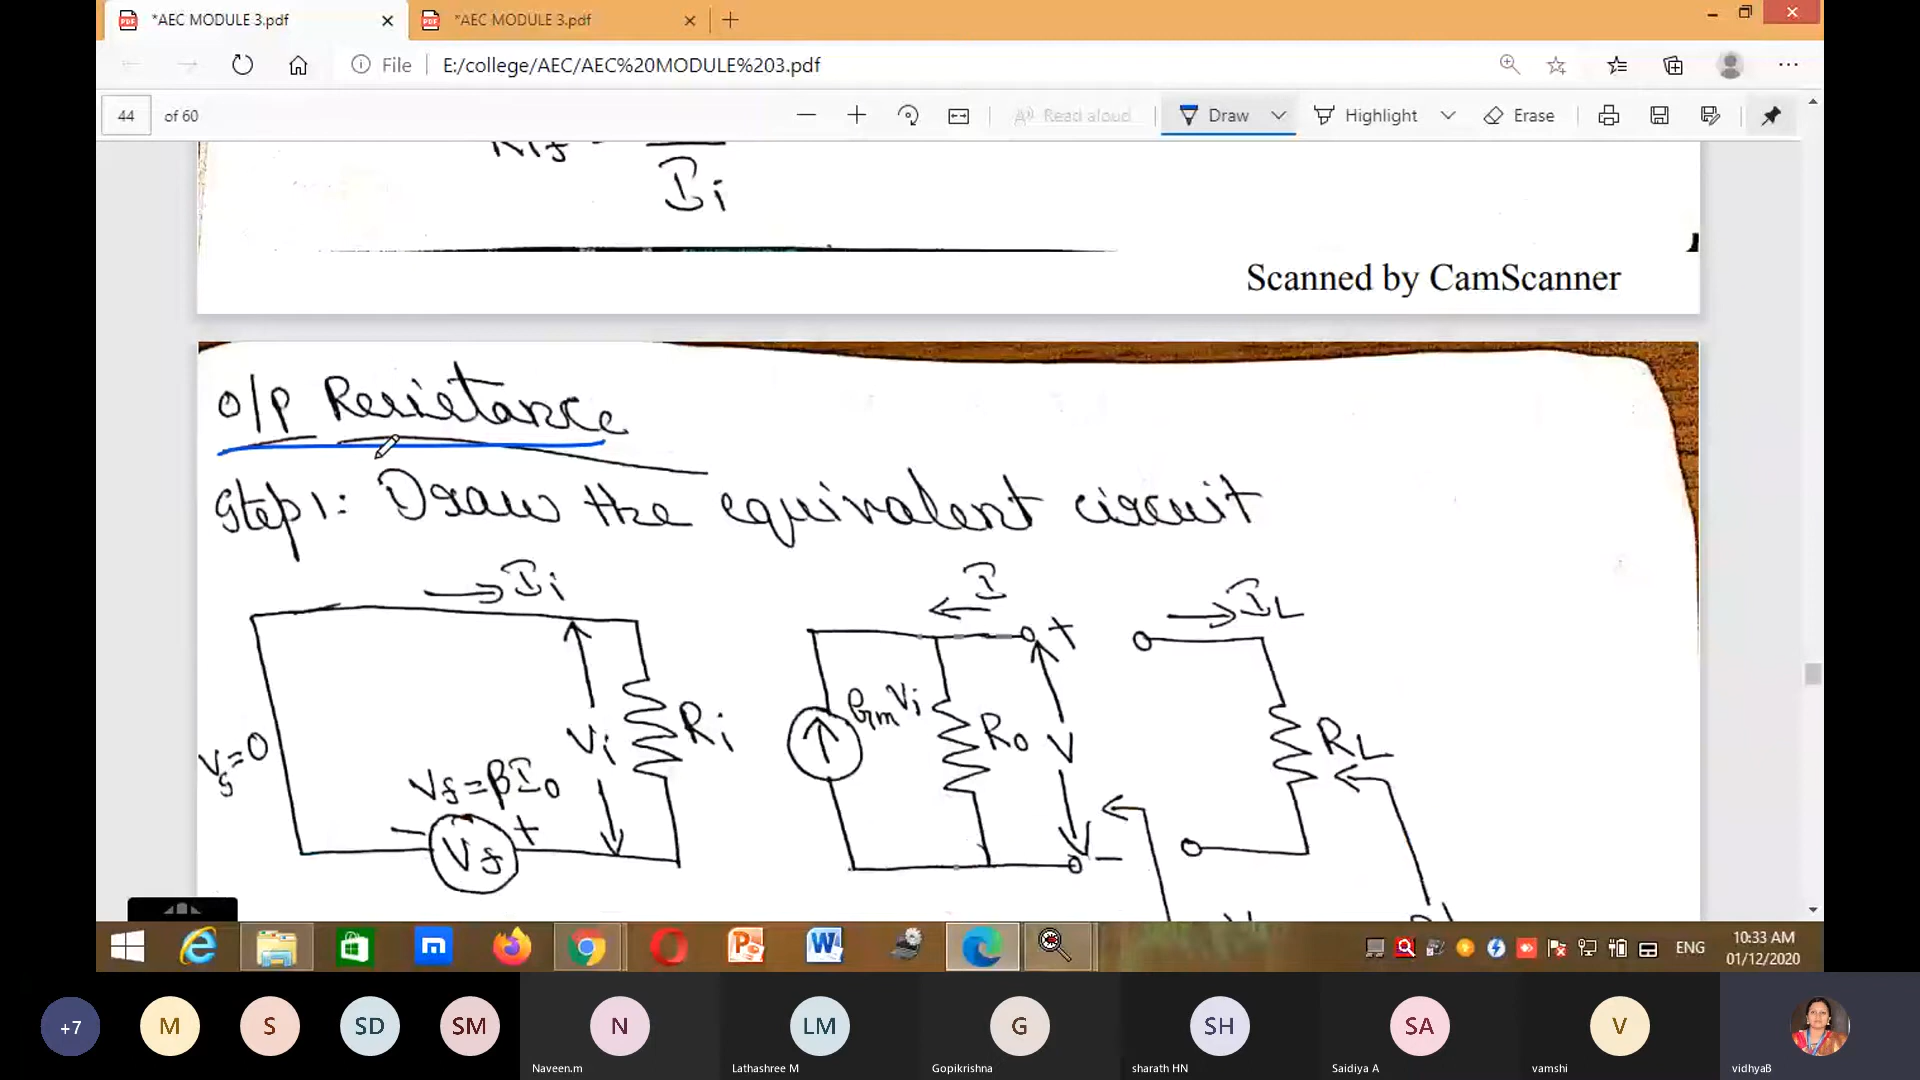 *AEC MODULE 3.pdf
*AEC MODULE 3.pdf
File
E:/college/AEC/AEC%20MODULE%203.pdf
44 of 60
Read aloud
Draw
Highlight
Erase
Ii
Scanned by CamScanner
O/P Resistance
Step 1: Draw the equivalent circuit
Ii
I
IL
+
Vs=0
Vi
Ri
GmVi
Ro
V
RL
Vf=βIo
- Vf +
-
ENG
10:33 AM
01/12/2020
+7
M
S
SD
SM
N
LM
G
SH
SA
V
Naveen.m
Lathashree M
Gopikrishna
sharath HN
Saidiya A
vamshi
vidhyaB